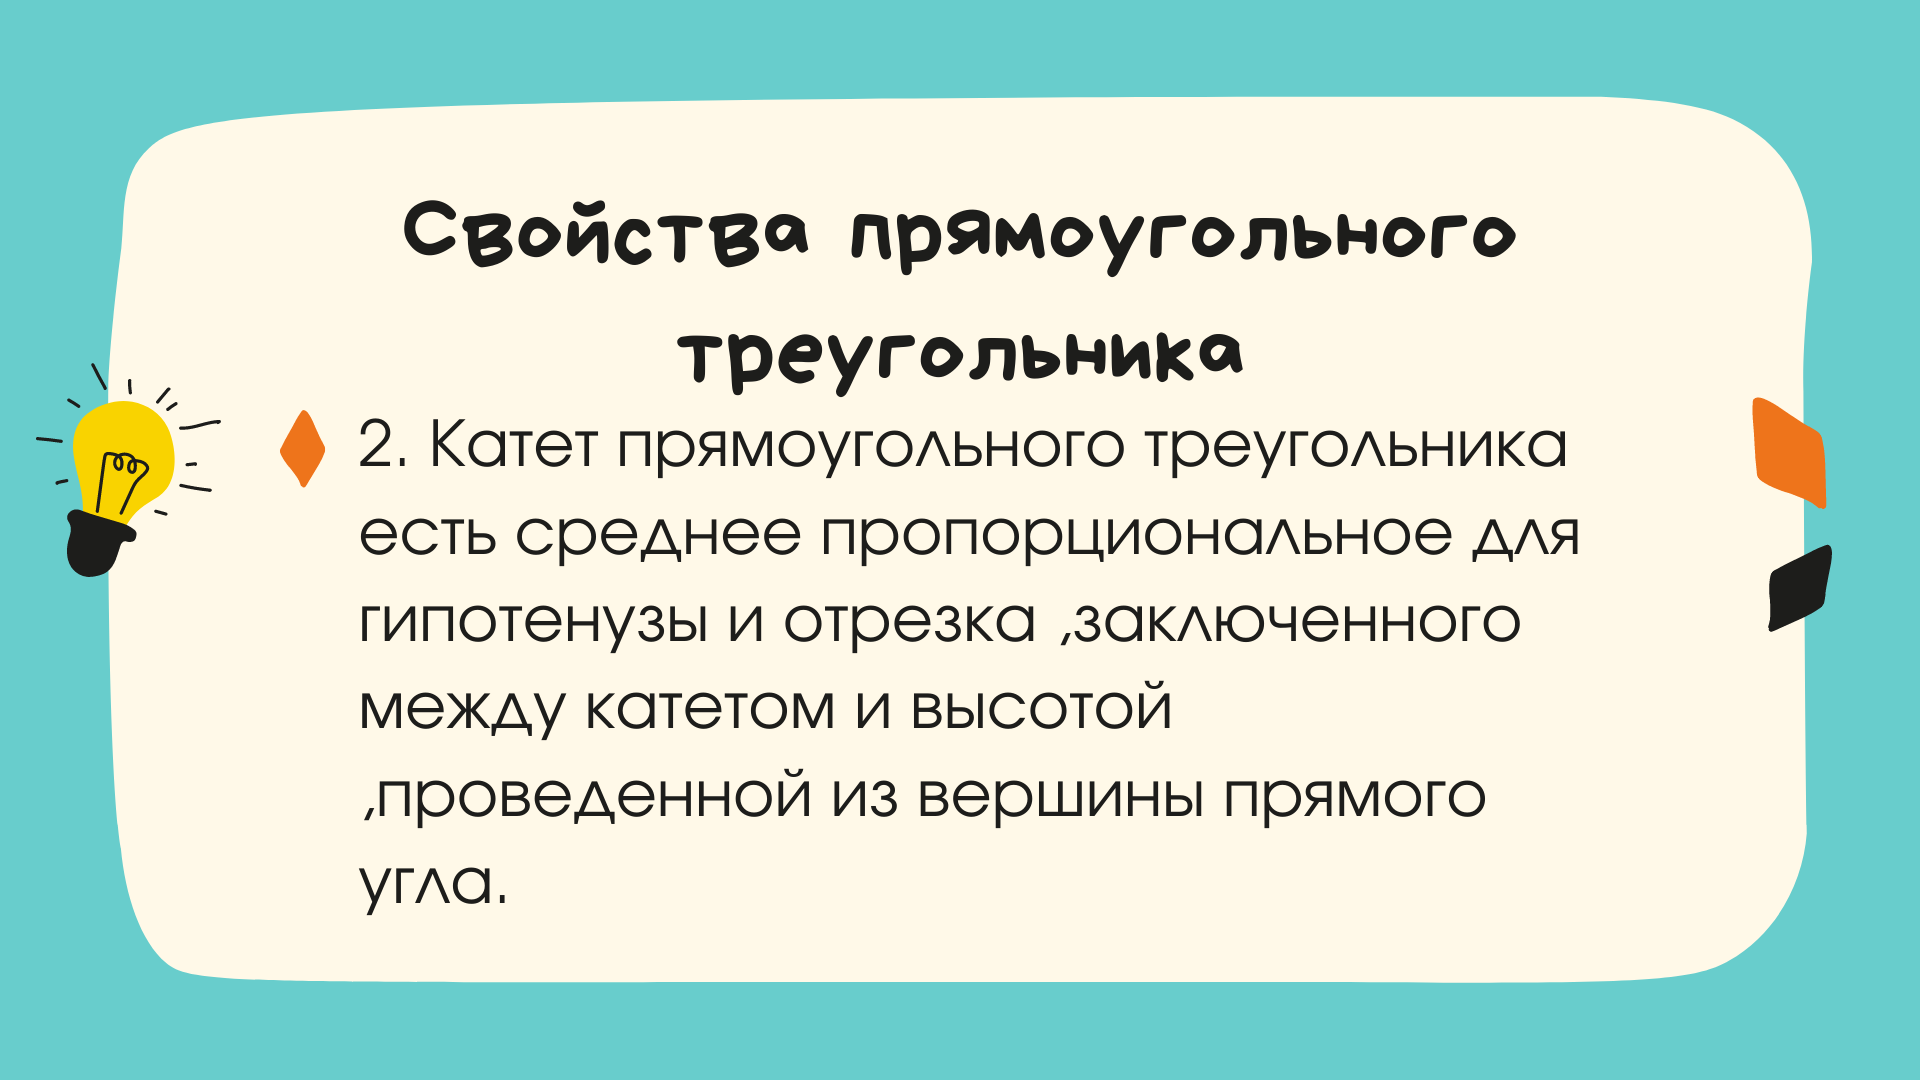 Свойства прямоугольного
треугольника
2. Катет прямоугольного треугольника
есть среднее пропорциональное для
гипотенузы и отрезка ,заключенного
между катетом и высотой
,проведенной из вершины прямого
угла.